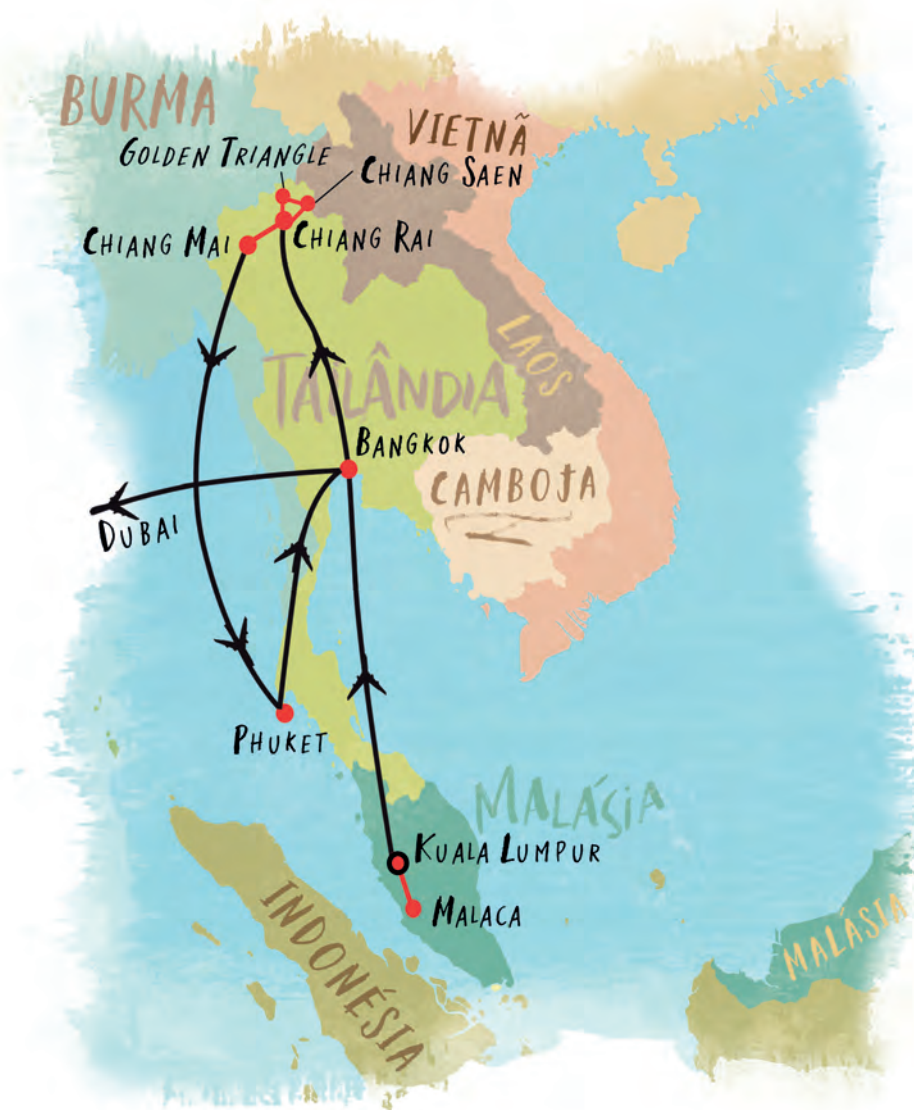 BURMA
VIETNÃ
GOLDEN TRIANGLE
CHIANG SAEN
CHIANG MAI
CHIANG RAI
LAOS
TAILÂNDIA
BANGKOK
CAMBOJA
DUBAI
PHUKET
MALÁSIA
KUALA LUMPUR
MALACA
INDONÉSIA
MALÁSIA